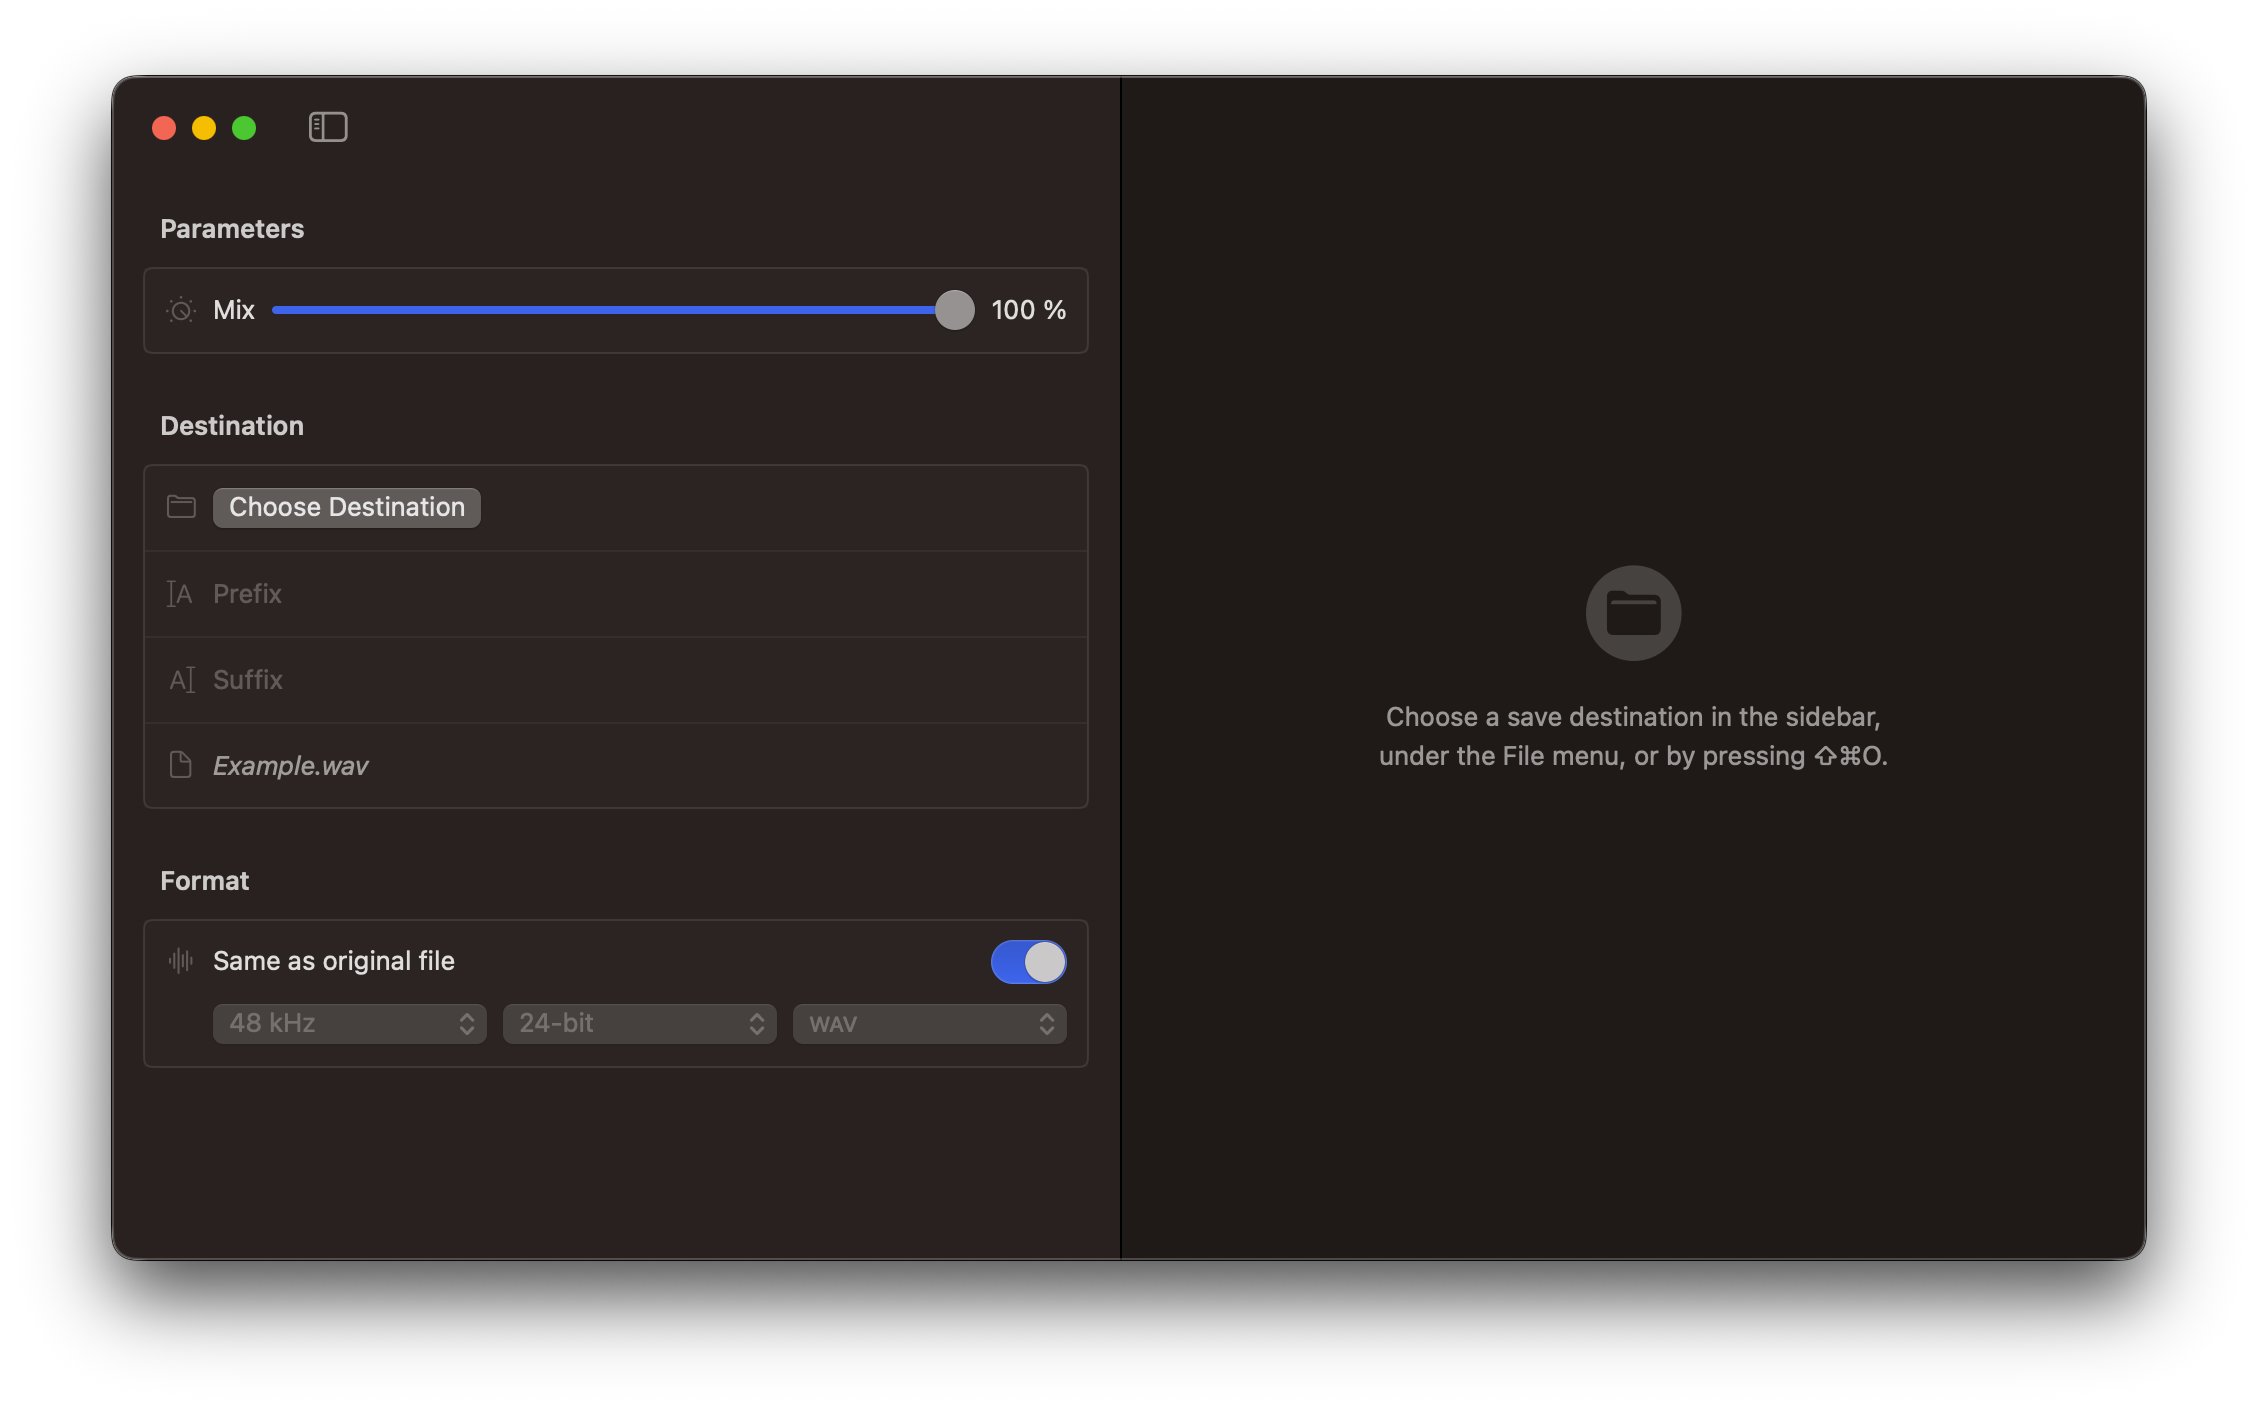 Parameters
Mix 100 %
Destination
Choose Destination
Prefix
Suffix
Example.wav
Format
Same as original file
48 kHz 24-bit WAV
Choose a save destination in the sidebar,
under the File menu, or by pressing ⇧⌘O.